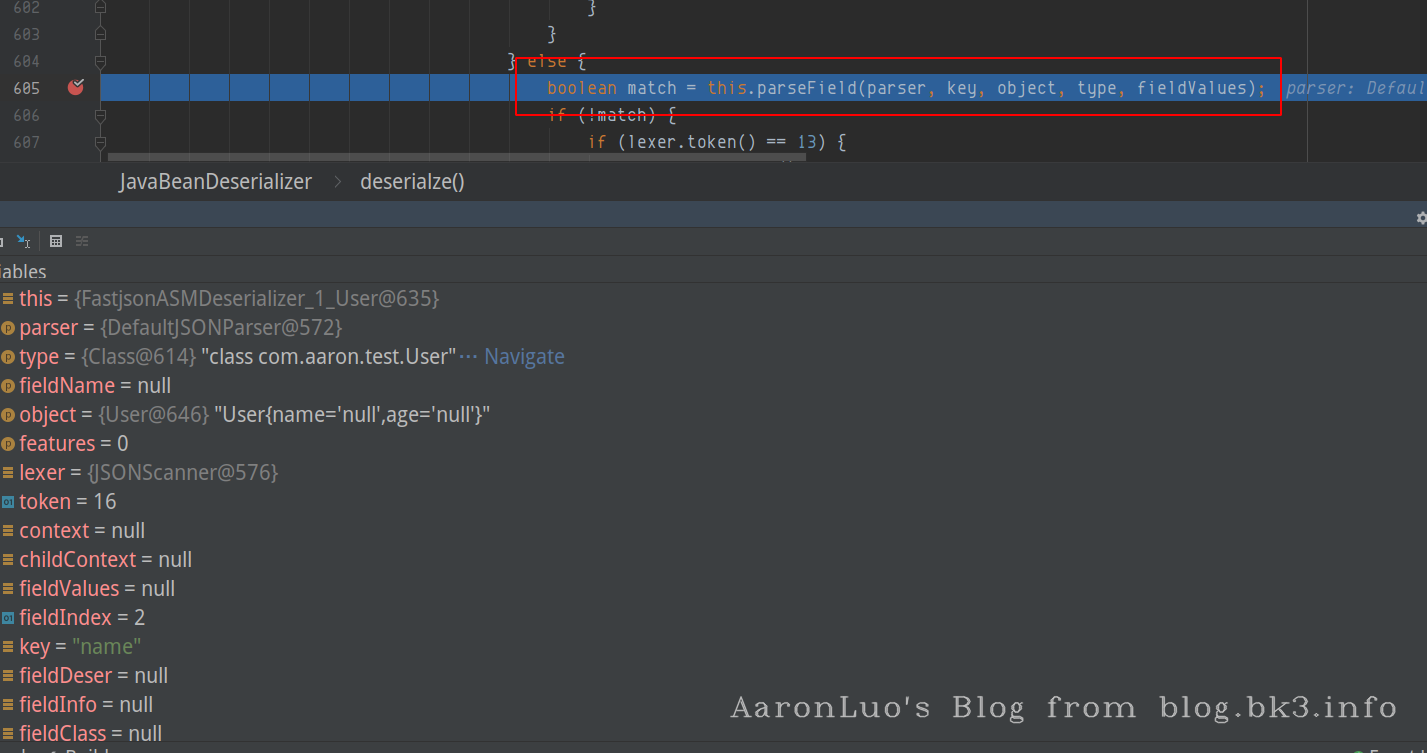 602 }
603 }
604 } else {
605 boolean match = this.parseField(parser, key, object, type, fieldValues); parser: Defaul
606 if (!match) {
607 if (lexer.token() == 13) {
JavaBeanDeserializer > deserialze()
iables
this = {FastjsonASMDeserializer_1_User@635}
parser = {DefaultJSONParser@572}
type = {Class@614} "class com.aaron.test.User" ... Navigate
fieldName = null
object = {User@646} "User{name='null',age='null'}"
features = 0
lexer = {JSONScanner@576}
token = 16
context = null
childContext = null
fieldValues = null
fieldIndex = 2
key = "name"
fieldDeser = null
fieldInfo = null
fieldClass = null
AaronLuo's Blog from blog.bk3.info